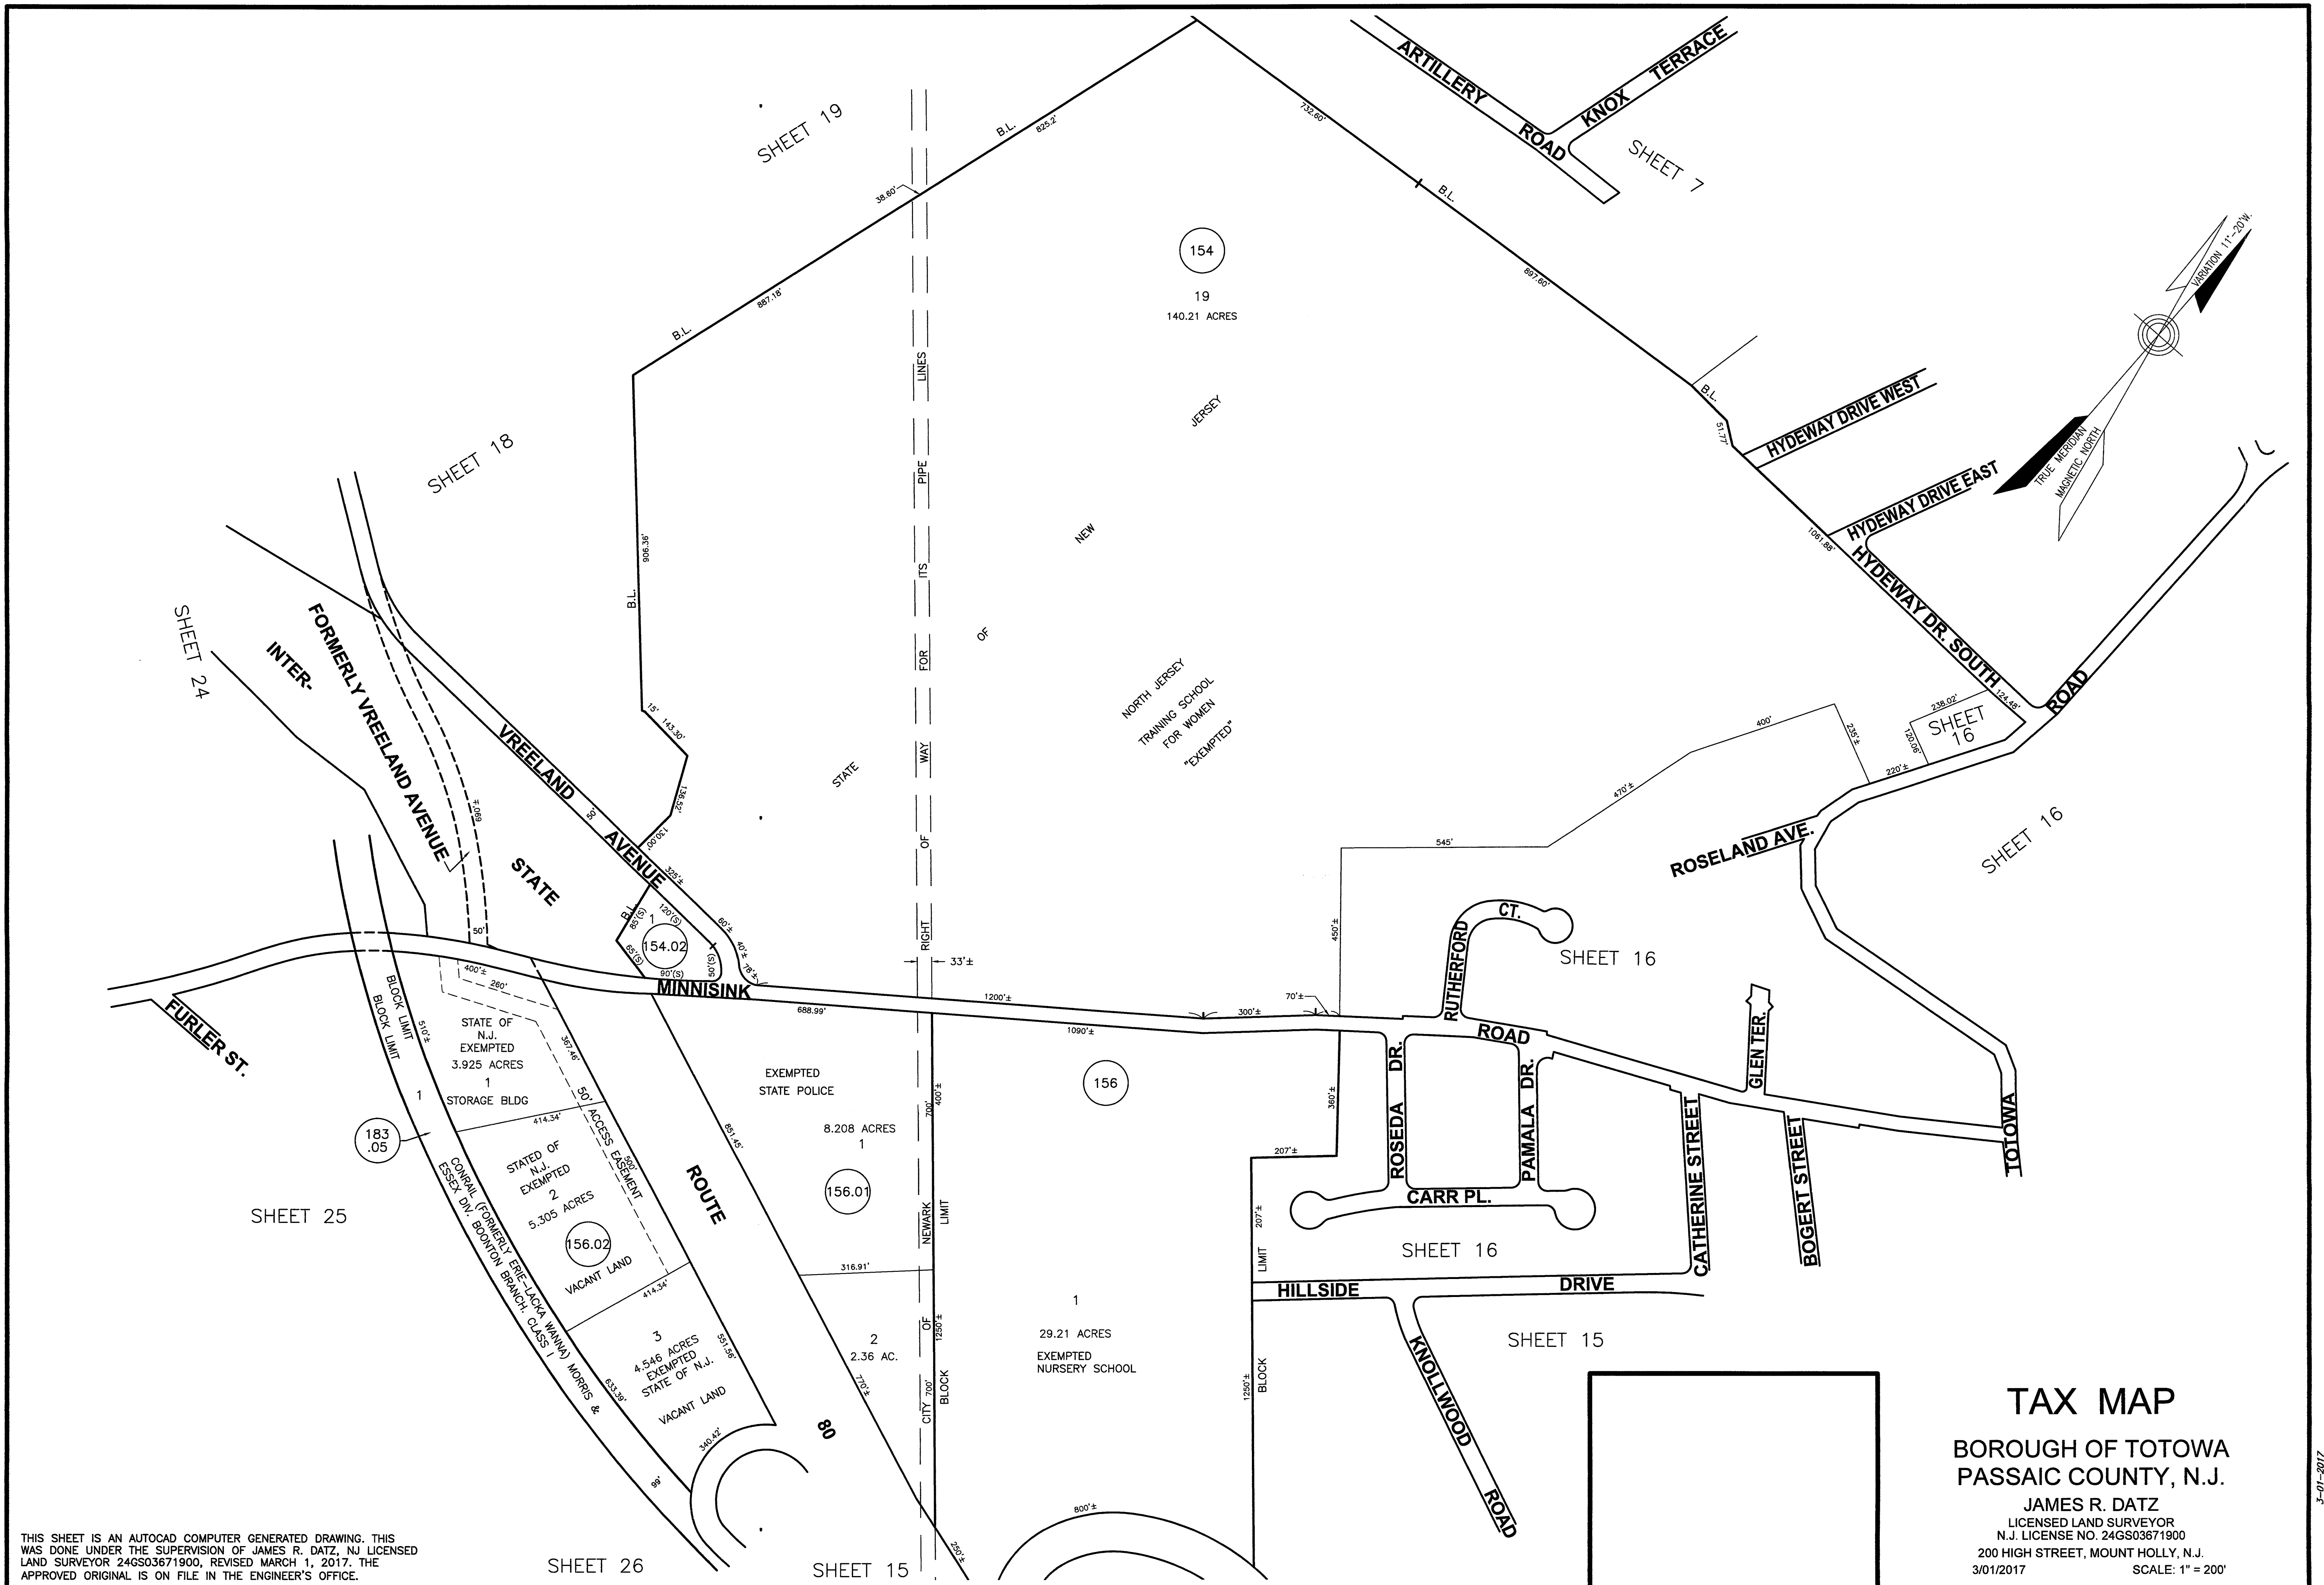 ARTILLERY
ROAD
KNOX
TERRACE
SHEET 7
SHEET 19
B.L.
825.2'
732.60'
38.60'
B.L.
897.60'
154
19
140.21 ACRES
887.18'
B.L.
VARIATION 11°-20'W.
TRUE MERIDIAN
MAGNETIC NORTH
B.L.
51.77'
HYDEWAY DRIVE WEST
HYDEWAY DRIVE EAST
1061.88'
HYDEWAY DR. SOUTH
124.48'
ROAD
238.02'
120.06'
SHEET
16
220'±
235'±
400'
470'±
545'
450'±
ROSELAND AVE.
SHEET 16
SHEET 18
906.36'
B.L.
15'
143.30'
136.52'
130.00'
RIGHT OF WAY FOR ITS PIPE LINES
STATE OF NEW JERSEY
NORTH JERSEY
TRAINING SCHOOL
FOR WOMEN
"EXEMPTED"
SHEET 24
INTER-
STATE
FORMERLY VREELAND AVENUE
690'±
50'
VREELAND
50'
AVENUE
325'±
60'±
40'±
78'±
B.L.
85'(S)
1
120'(S)
154.02
65'(S)
90'(S)
50'(S)
MINNISINK
33'±
1200'±
688.99'
1090'±
300'±
70'±
RUTHERFORD
CT.
SHEET 16
ROAD
FURLER ST.
BLOCK LIMIT
BLOCK LIMIT
510'±
400'±
260'
STATE OF
N.J.
EXEMPTED
3.925 ACRES
1
STORAGE BLDG
367.46'
50' ACCESS EASEMENT
500'
1
183
.05
414.34'
STATED OF
N.J.
EXEMPTED
2
5.305 ACRES
156.02
VACANT LAND
414.34'
CONRAIL (FORMERLY ERIE-LACKA WANNA) MORRIS &
ESSEX DIV. BOONTON BRANCH. CLASS I
3
4.546 ACRES
EXEMPTED
STATE OF N.J.
VACANT LAND
551.56'
633.39'
340.42'
99'
ROUTE
80
851.45'
EXEMPTED
STATE POLICE
8.208 ACRES
1
156.01
316.91'
2
2.36 AC.
770'±
250'±
700'
400'±
CITY OF NEWARK
700'
1250'±
BLOCK LIMIT
156
1
29.21 ACRES
EXEMPTED
NURSERY SCHOOL
800'±
360'±
207'±
207'±
BLOCK LIMIT
1250'±
ROSEDA DR.
PAMALA DR.
CARR PL.
SHEET 16
CATHERINE STREET
GLEN TER.
BOGERT STREET
TOTOWA
HILLSIDE
DRIVE
KNOLLWOOD
ROAD
SHEET 15
SHEET 25
SHEET 26
SHEET 15
THIS SHEET IS AN AUTOCAD COMPUTER GENERATED DRAWING. THIS
WAS DONE UNDER THE SUPERVISION OF JAMES R. DATZ, NJ LICENSED
LAND SURVEYOR 24GS03671900, REVISED MARCH 1, 2017. THE
APPROVED ORIGINAL IS ON FILE IN THE ENGINEER'S OFFICE.
TAX MAP
BOROUGH OF TOTOWA
PASSAIC COUNTY, N.J.
JAMES R. DATZ
LICENSED LAND SURVEYOR
N.J. LICENSE NO. 24GS03671900
200 HIGH STREET, MOUNT HOLLY, N.J.
3/01/2017 SCALE: 1" = 200'
3-01-2017